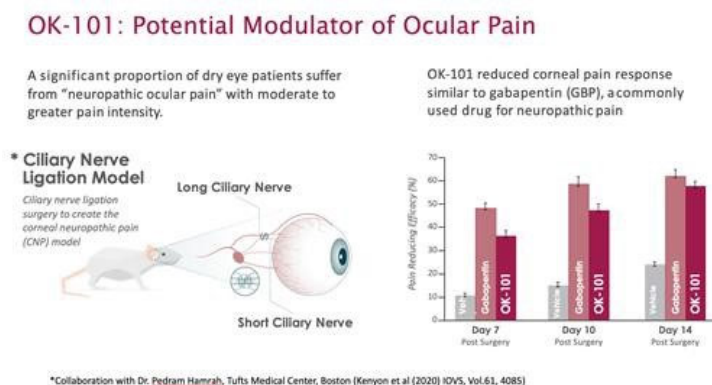 OK-101: Potential Modulator of Ocular Pain
A significant proportion of dry eye patients suffer
from “neuropathic ocular pain” with moderate to
greater pain intensity.
OK-101 reduced corneal pain response
similar to gabapentin (GBP), acommonly
used drug for neuropathic pain
* Ciliary Nerve
Ligation Model
Ciliary nerve ligation
surgery to create the
corneal neuropathic pain
(CNP) model
Long Ciliary Nerve
Short Ciliary Nerve
Pain Reducing Efficacy (%)
70
60
50
40
30
20
10
0
Gabapentin
OK-101
Vehicle
Gabapentin
OK-101
Vehicle
Gabapentin
OK-101
Day 7
Post Surgery
Day 10
Post Surgery
Day 14
Post Surgery
*Collaboration with Dr. Pedram Hamrah, Tufts Medical Center, Boston (Kenyon et al (2020) IOVS, Vol.61, 4085)